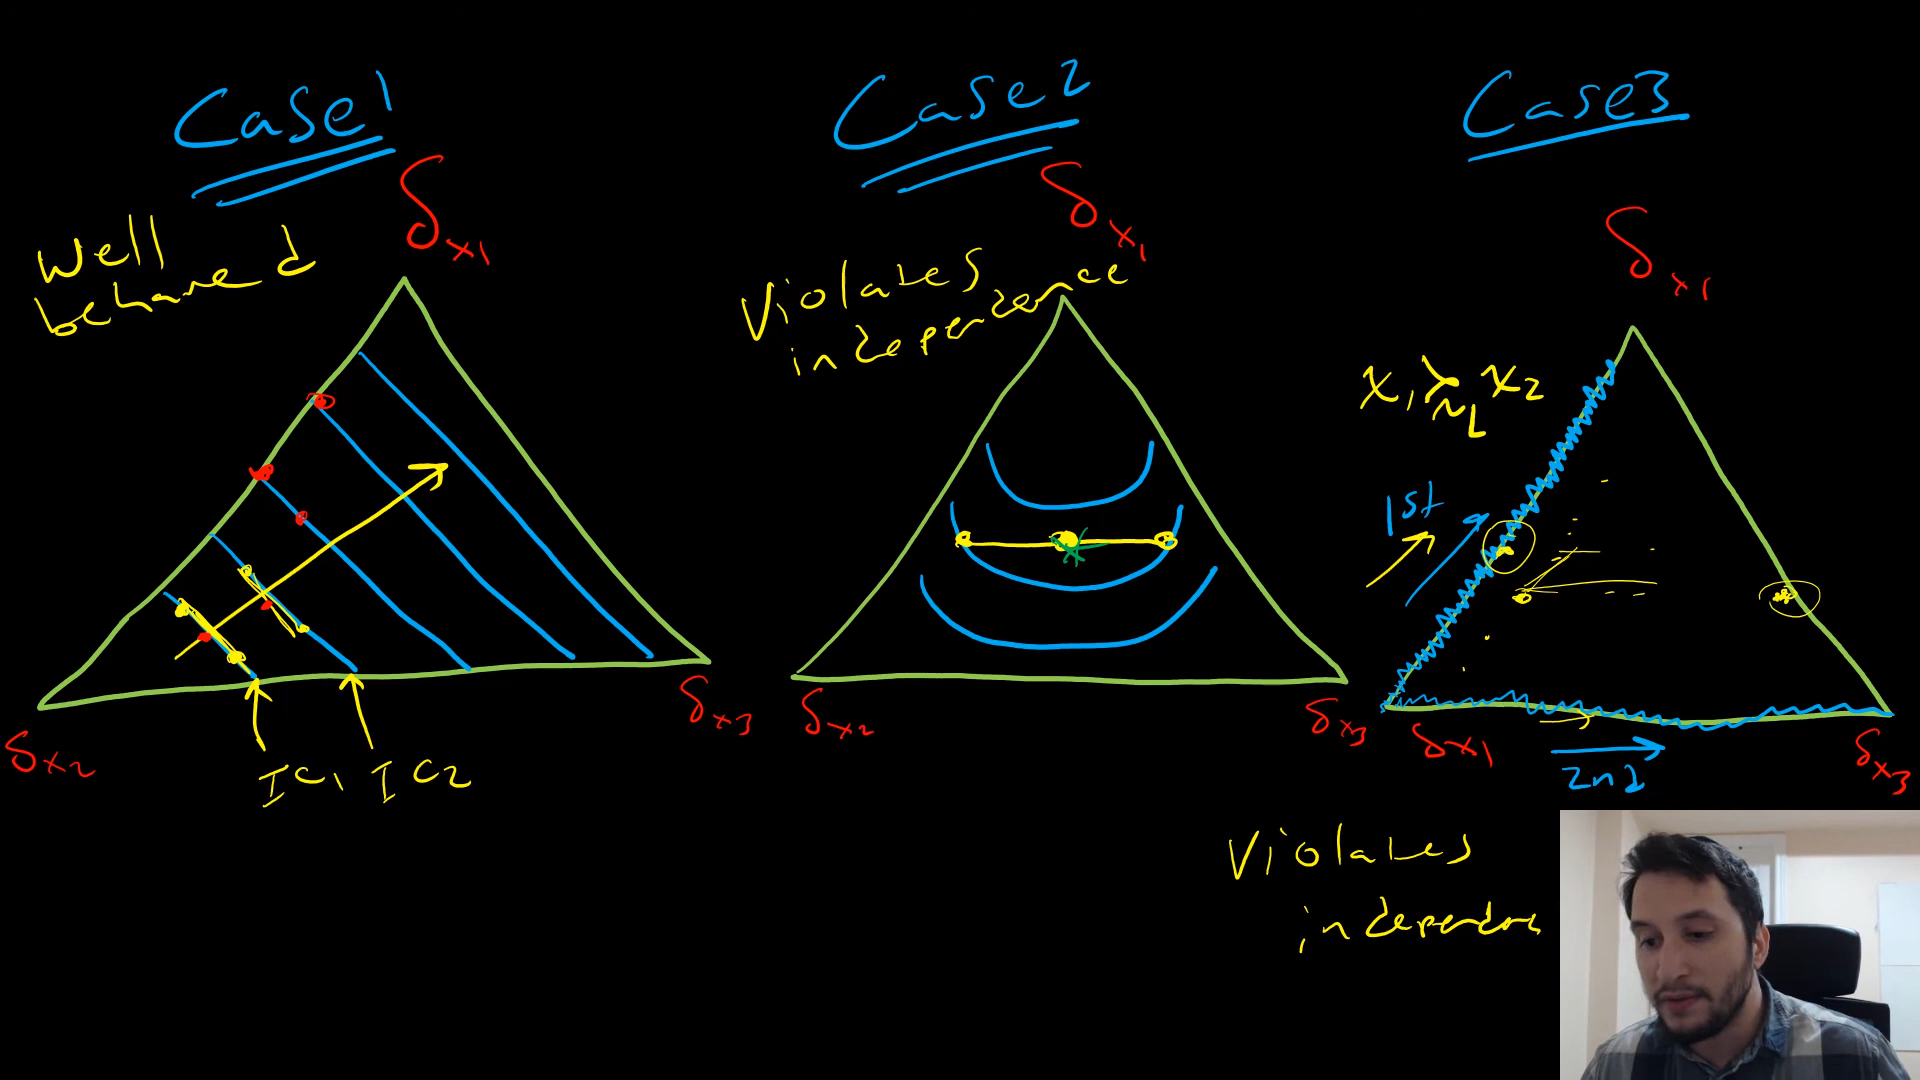 Case1
δx1
Well
behaved
δx2
δx3
IC1 IC2
Case2
δx1
Violates
independence
δx2
δx3
Case3
δx1
x1 ≿L x2
1st
δx1
δx3
2nd
Violates